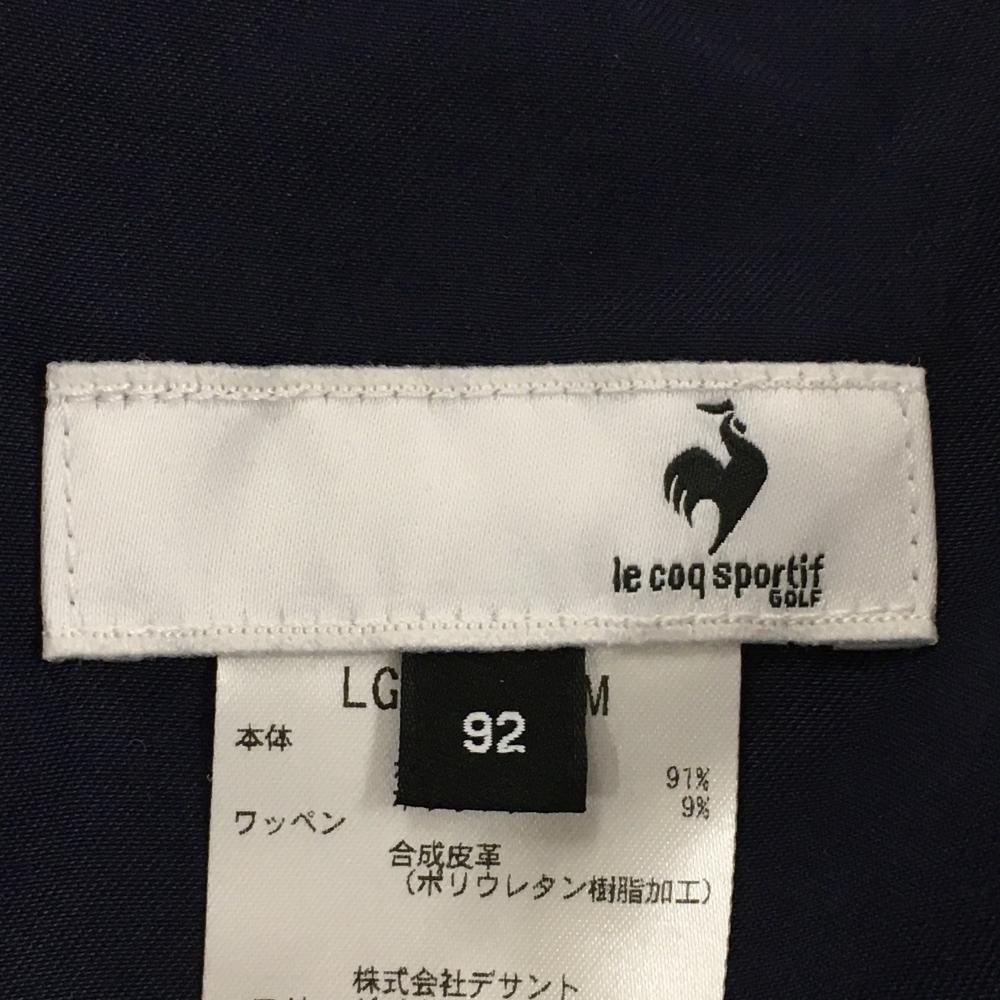 le coq sportif
GOLF
LG M
92
本体
91%
9%
ワッペン
合成皮革
(ポリウレタン樹脂加工)
株式会社デサント